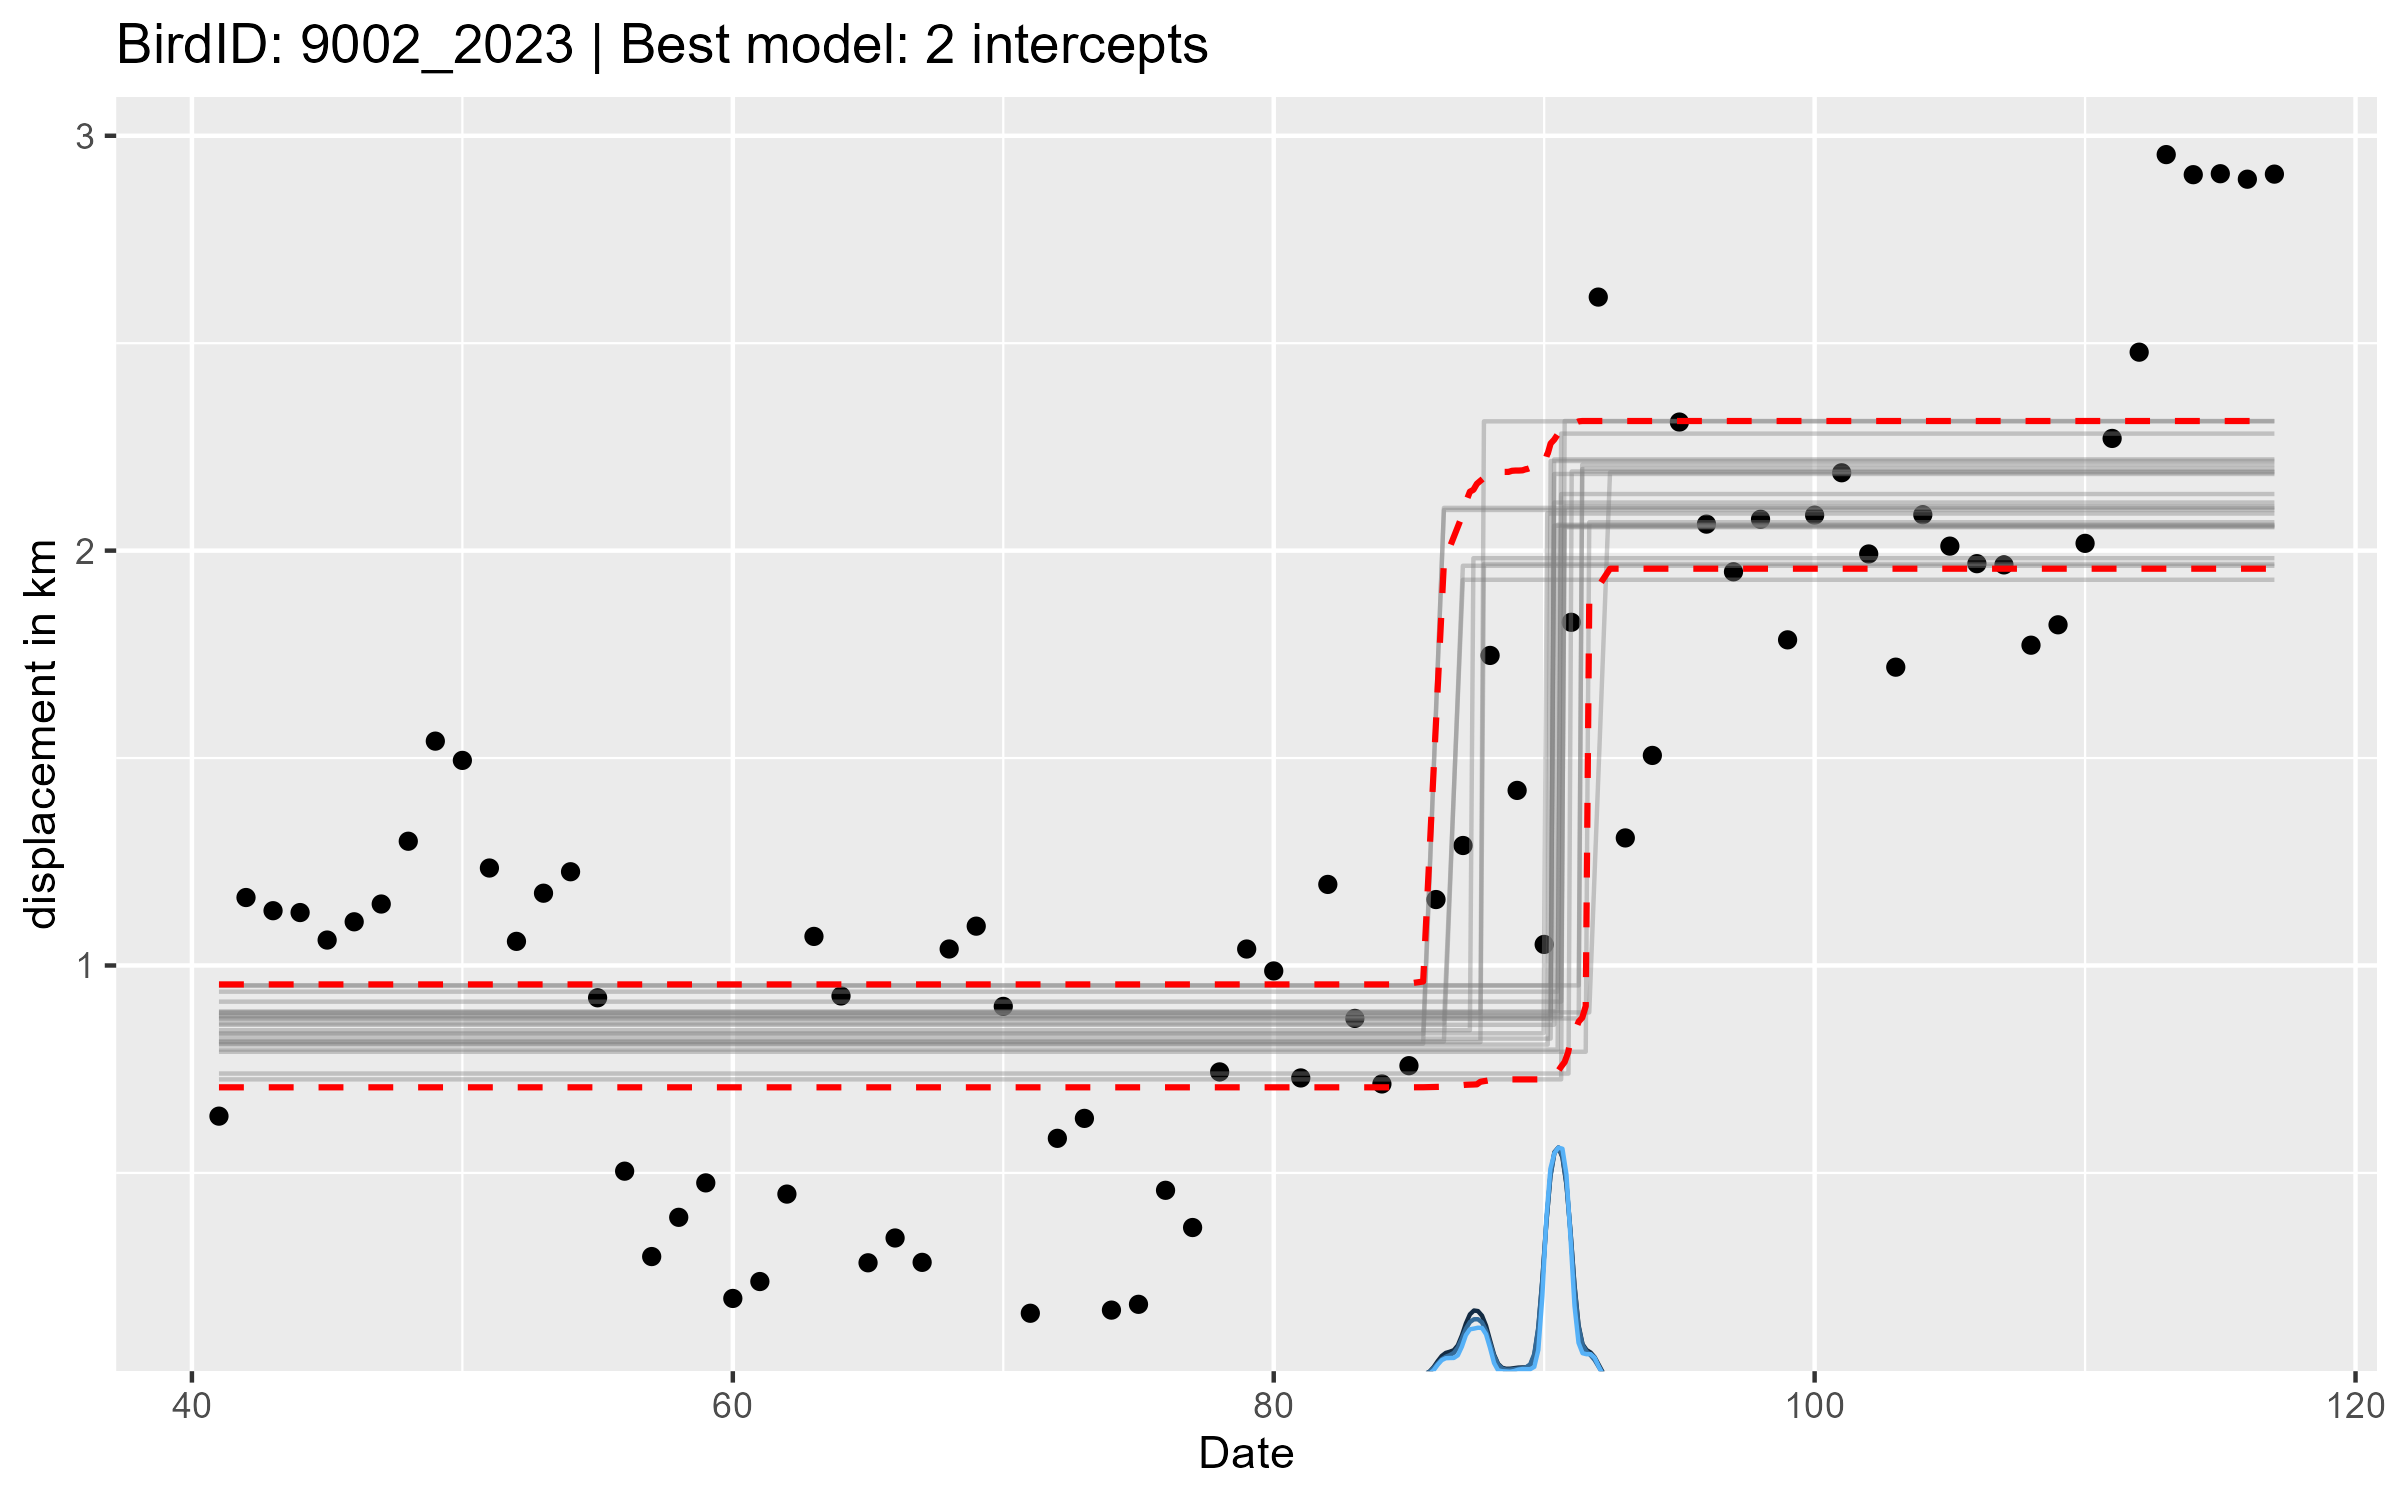 BirdID: 9002_2023 | Best model: 2 intercepts
displacement in km
3
2
1
40 60 80 100 120
Date